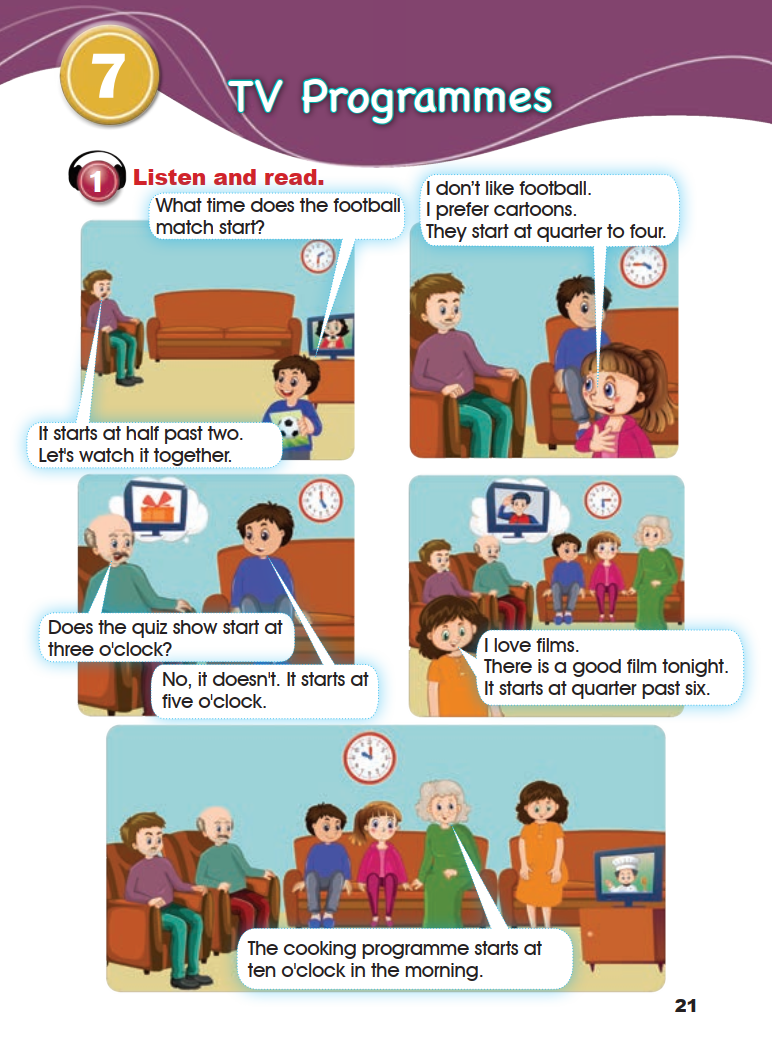 7
TV Programmes
1
Listen and read.
What time does the football
match start?
It starts at half past two.
Let's watch it together.
I don't like football.
I prefer cartoons.
They start at quarter to four.
Does the quiz show start at
three o'clock?
No, it doesn't. It starts at
five o'clock.
I love films.
There is a good film tonight.
It starts at quarter past six.
The cooking programme starts at
ten o'clock in the morning.
21